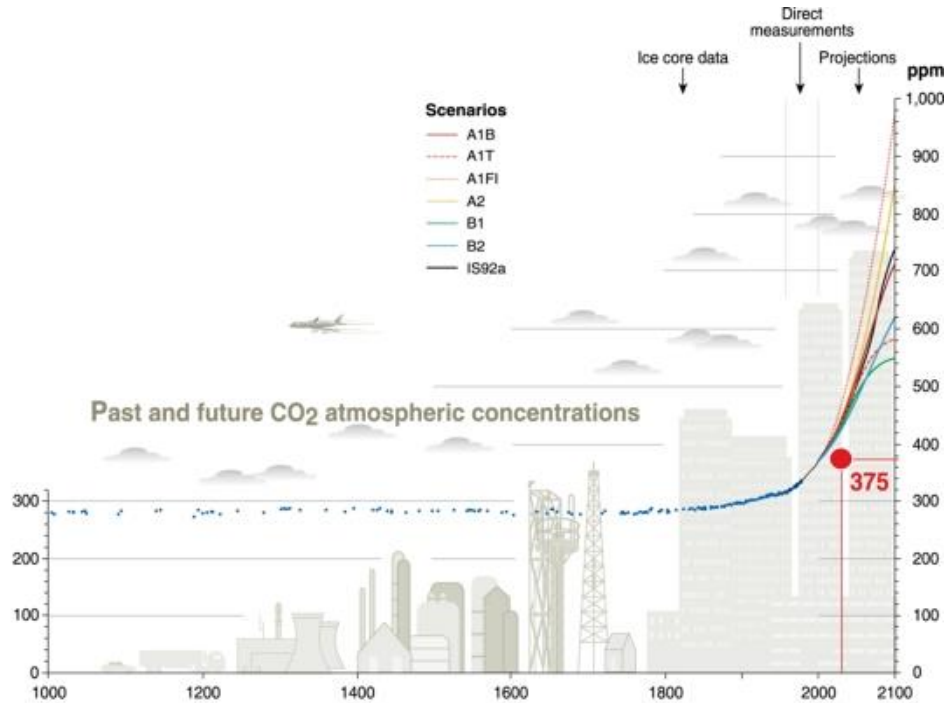 Direct
measurements
Ice core data
Projections
ppm
Scenarios
A1B
A1T
A1FI
A2
B1
B2
IS92a
1,000
900
800
700
600
500
400
300
200
100
0
Past and future CO2 atmospheric concentrations
375
300
200
100
0
1000
1200
1400
1600
1800
2000
2100